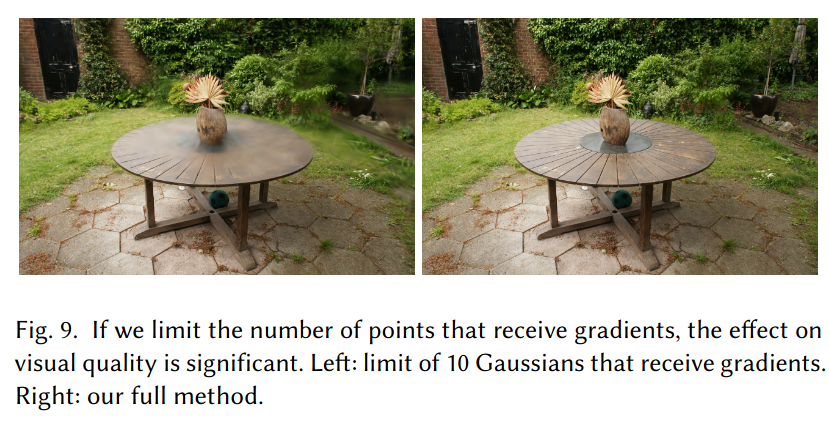 Fig. 9. If we limit the number of points that receive gradients, the effect on
visual quality is significant. Left: limit of 10 Gaussians that receive gradients.
Right: our full method.